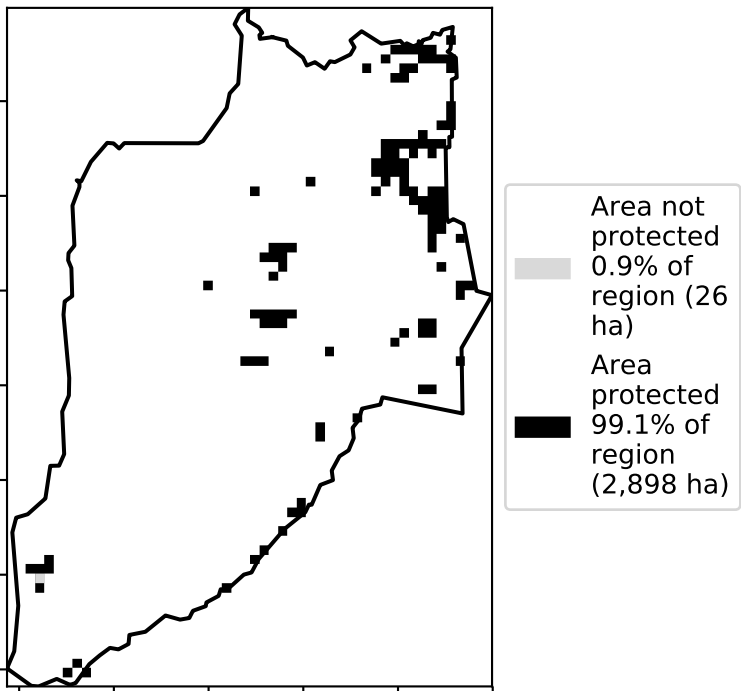 Area not
protected
0.9% of
region (26
ha)
Area
protected
99.1% of
region
(2,898 ha)